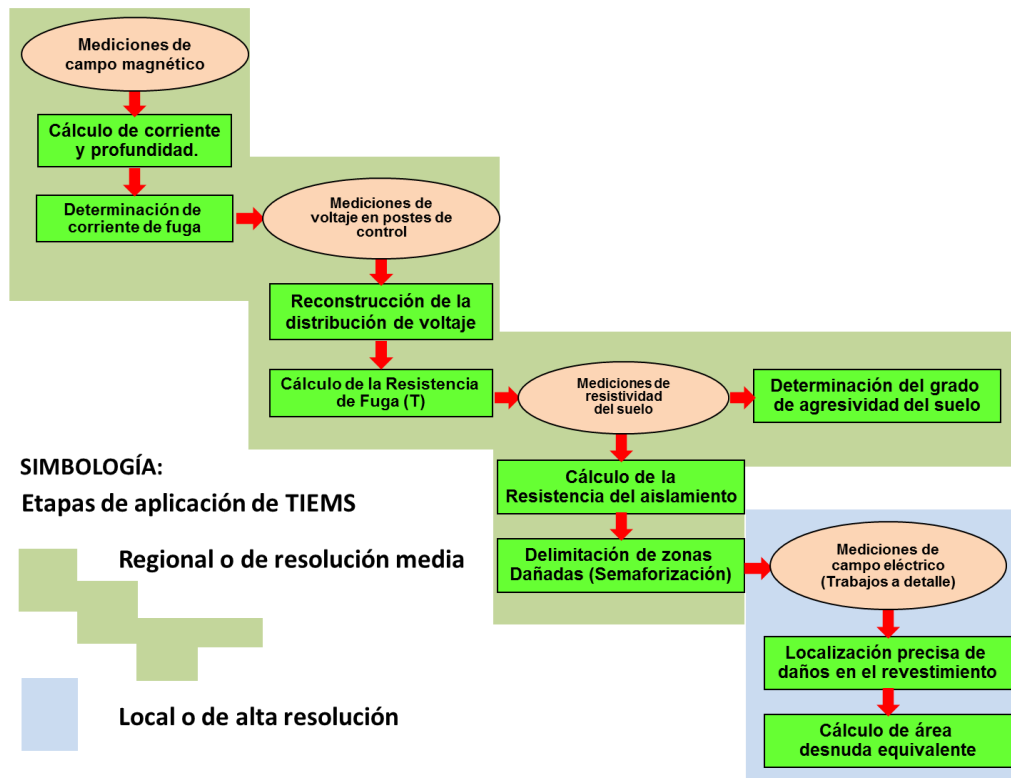 Mediciones de
campo magnético
Cálculo de corriente
y profundidad.
Determinación de
corriente de fuga
Mediciones de
voltaje en postes de
control
Reconstrucción de la
distribución de voltaje
Cálculo de la Resistencia
de Fuga (T)
Mediciones de
resistividad
del suelo
Determinación del grado
de agresividad del suelo
Cálculo de la
Resistencia del aislamiento
Delimitación de zonas
Dañadas (Semaforización)
Mediciones de
campo eléctrico
(Trabajos a detalle)
Localización precisa de
daños en el revestimiento
Cálculo de área
desnuda equivalente
SIMBOLOGÍA:
Etapas de aplicación de TIEMS
Regional o de resolución media
Local o de alta resolución